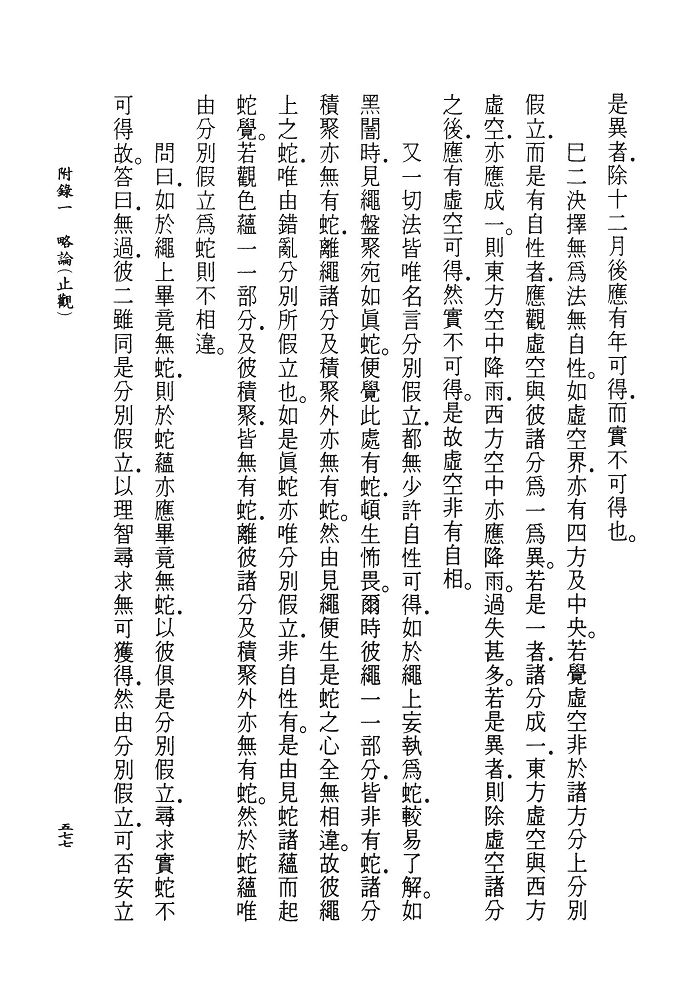 是異者．除十二月後應有年可得．而實不可得也。
巳二決擇無爲法無自性。如虛空界．亦有四方及中央。若覺虛空非於諸方分上分別
假立．而是有自性者．應觀虛空與彼諸分爲一爲異。若是一者．諸分成一．東方虛空與西方
虛空．亦應成一。則東方空中降雨．西方空中亦應降雨。過失甚多。若是異者．則除虛空諸分
之後．應有虛空可得．然實不可得。是故虛空非有自相。
又一切法皆唯名言分別假立．都無少許自性可得．如於繩上妄執爲蛇．較易了解。如
黑闇時．見繩盤聚宛如眞蛇．便覺此處有蛇．頓生怖畏。爾時彼繩一一部分．皆非有蛇．諸分
積聚亦無有蛇．離繩諸分及積聚外亦無有蛇。然由見繩便生是蛇之心全無相違。故彼繩
上之蛇．唯由錯亂分別所假立也。如是眞蛇亦唯分別假立．非自性有。是由見蛇諸蘊而起
蛇覺。若觀色蘊一一部分．及彼積聚．皆無有蛇．離彼諸分及積聚外亦無有蛇。然於蛇蘊唯
由分別假立爲蛇則不相違。
問曰．如於繩上畢竟無蛇．則於蛇蘊亦應畢竟無蛇．以彼俱是分別假立．尋求實蛇不
可得故。答曰．無過．彼二雖同是分別假立．以理智尋求無可獲得．然由分別假立．可否安立
附錄一　略論（止觀）
五七七